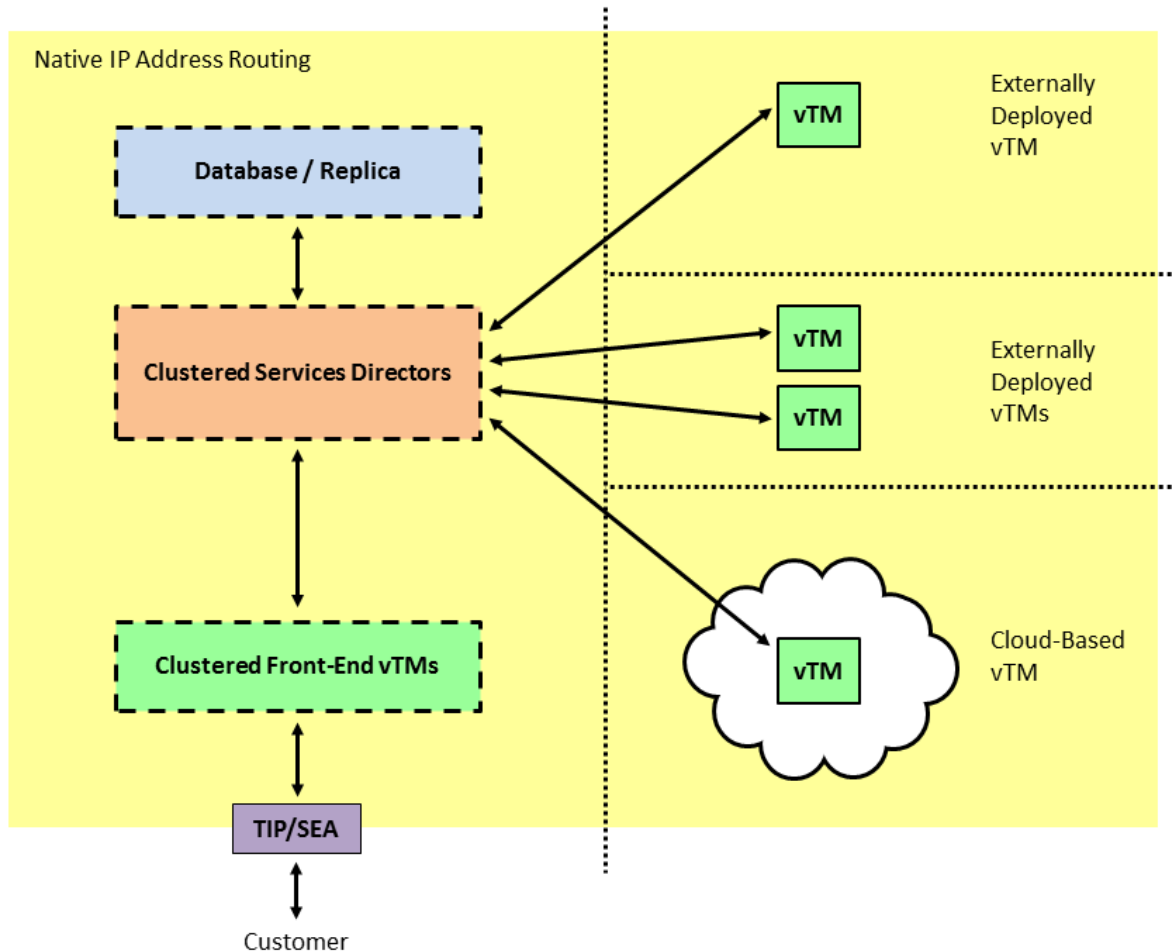 Native IP Address Routing
Database / Replica
Clustered Services Directors
Clustered Front-End vTMs
TIP/SEA
Customer
vTM
Externally
Deployed
vTM
vTM
vTM
Externally
Deployed
vTMs
vTM
Cloud-Based
vTM